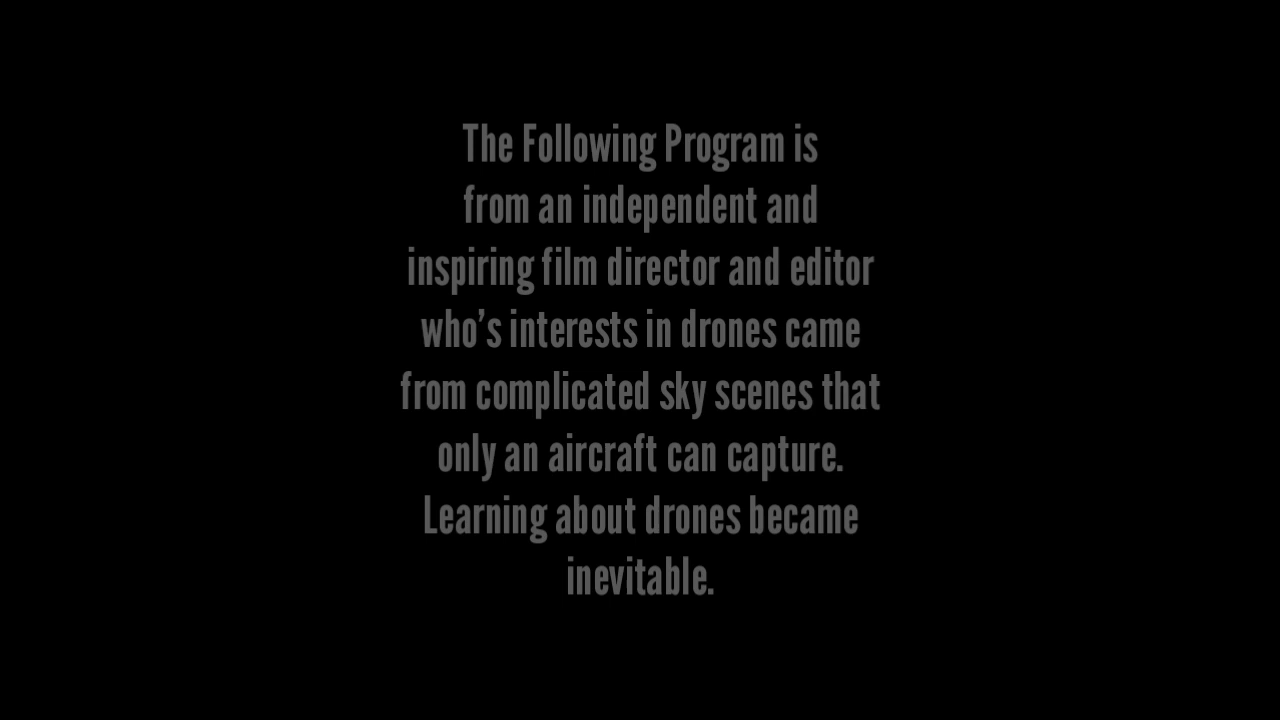 The Following Program is
from an independent and
inspiring film director and editor
who’s interests in drones came
from complicated sky scenes that
only an aircraft can capture.
Learning about drones became
inevitable.